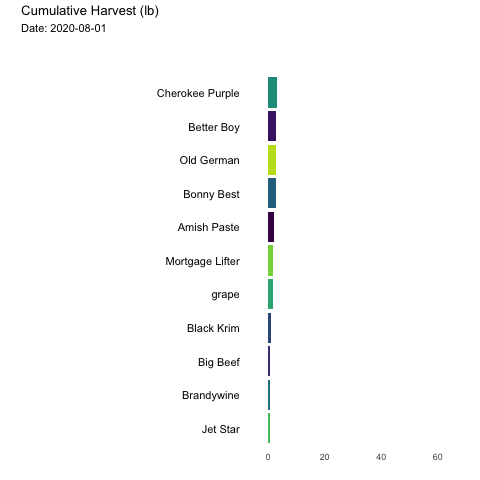 Cumulative Harvest (lb)
Date: 2020-08-01
Cherokee Purple
Better Boy
Old German
Bonny Best
Amish Paste
Mortgage Lifter
grape
Black Krim
Big Beef
Brandywine
Jet Star
0 20 40 60